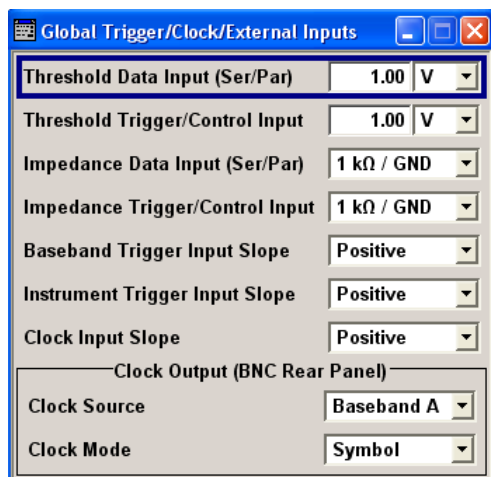 Global Trigger/Clock/External Inputs
Threshold Data Input (Ser/Par) 1.00 V
Threshold Trigger/Control Input 1.00 V
Impedance Data Input (Ser/Par) 1 kΩ / GND
Impedance Trigger/Control Input 1 kΩ / GND
Baseband Trigger Input Slope Positive
Instrument Trigger Input Slope Positive
Clock Input Slope Positive
Clock Output (BNC Rear Panel)
Clock Source Baseband A
Clock Mode Symbol